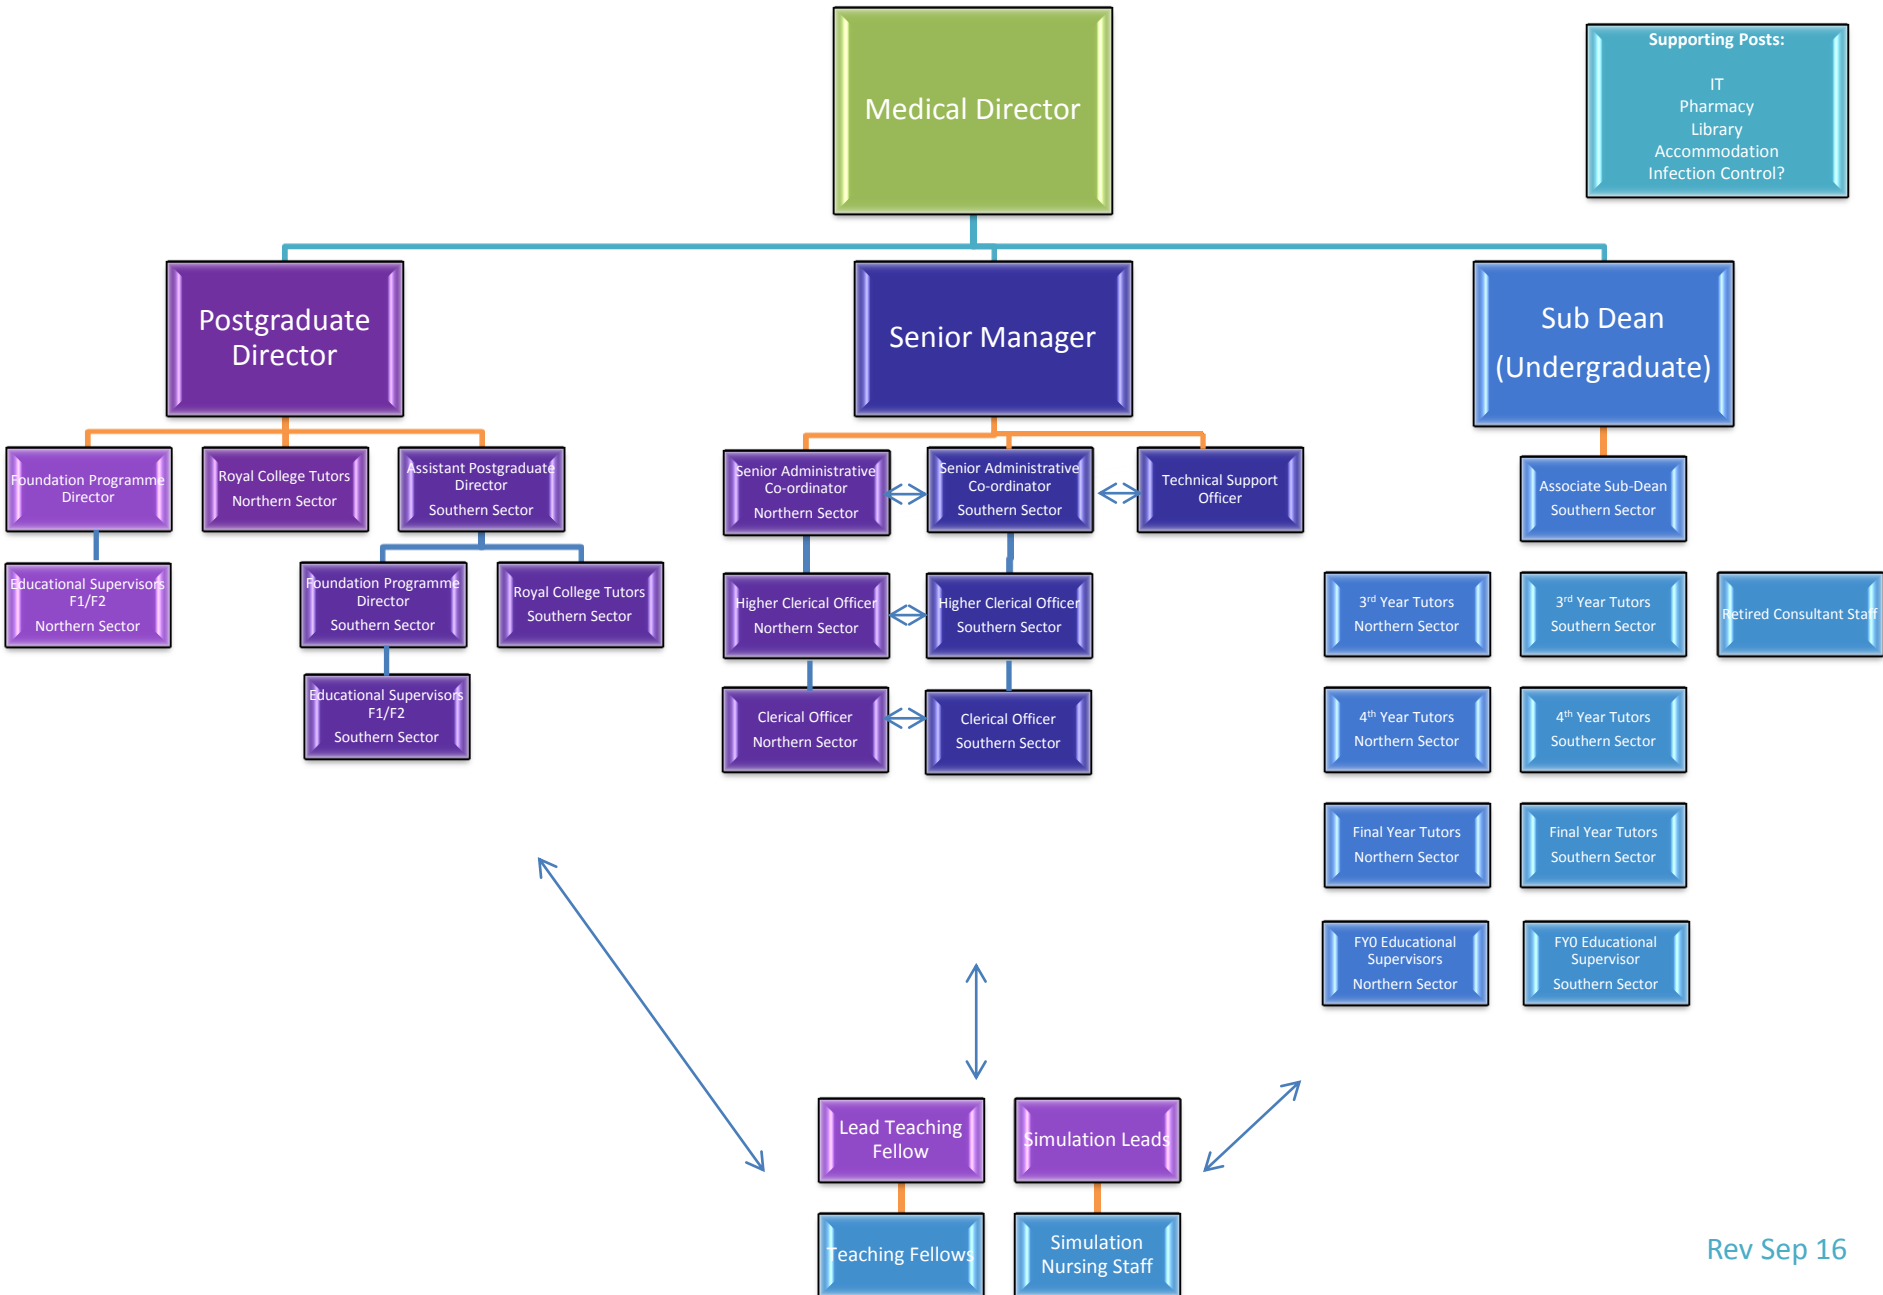 Medical Director
Supporting Posts:
IT
Pharmacy
Library
Accommodation
Infection Control?
Postgraduate
Director
Senior Manager
Sub Dean
(Undergraduate)
Foundation Programme
Director
Royal College Tutors
Northern Sector
Assistant Postgraduate
Director
Southern Sector
Senior Administrative
Co-ordinator
Northern Sector
Senior Administrative
Co-ordinator
Southern Sector
Technical Support
Officer
Associate Sub-Dean
Southern Sector
Educational Supervisors
F1/F2
Northern Sector
Foundation Programme
Director
Southern Sector
Royal College Tutors
Southern Sector
Higher Clerical Officer
Northern Sector
Higher Clerical Officer
Southern Sector
3rd Year Tutors
Northern Sector
3rd Year Tutors
Southern Sector
Retired Consultant Staff
Educational Supervisors
F1/F2
Southern Sector
Clerical Officer
Northern Sector
Clerical Officer
Southern Sector
4th Year Tutors
Northern Sector
4th Year Tutors
Southern Sector
Final Year Tutors
Northern Sector
Final Year Tutors
Southern Sector
FY0 Educational
Supervisors
Northern Sector
FY0 Educational
Supervisor
Southern Sector
Lead Teaching
Fellow
Simulation Leads
Teaching Fellows
Simulation
Nursing Staff
Rev Sep 16